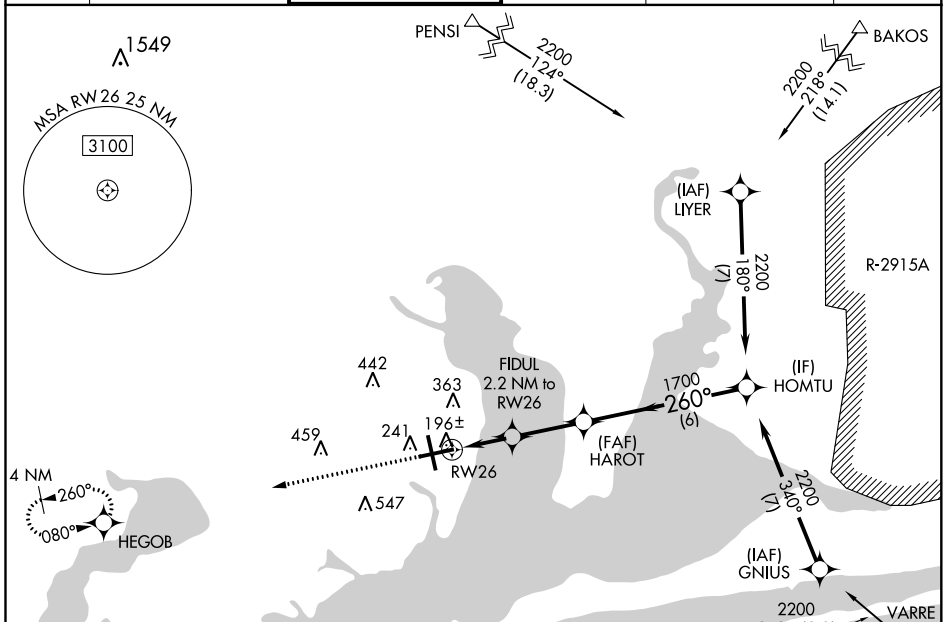 1549
MSA RW26 25 NM
3100
PENSI
2200
124°
(18.3)
BAKOS
2200
218°
(14.1)
(IAF)
LIYER
2200
180°
(7)
R-2915A
(IF)
HOMTU
1700
260°
(6)
FIDUL
2.2 NM to
RW26
(FAF)
HAROT
442
363
459
241
196±
RW26
547
4 NM
260°
080°
HEGOB
2200
340°
(7)
(IAF)
GNIUS
2200
VARRE